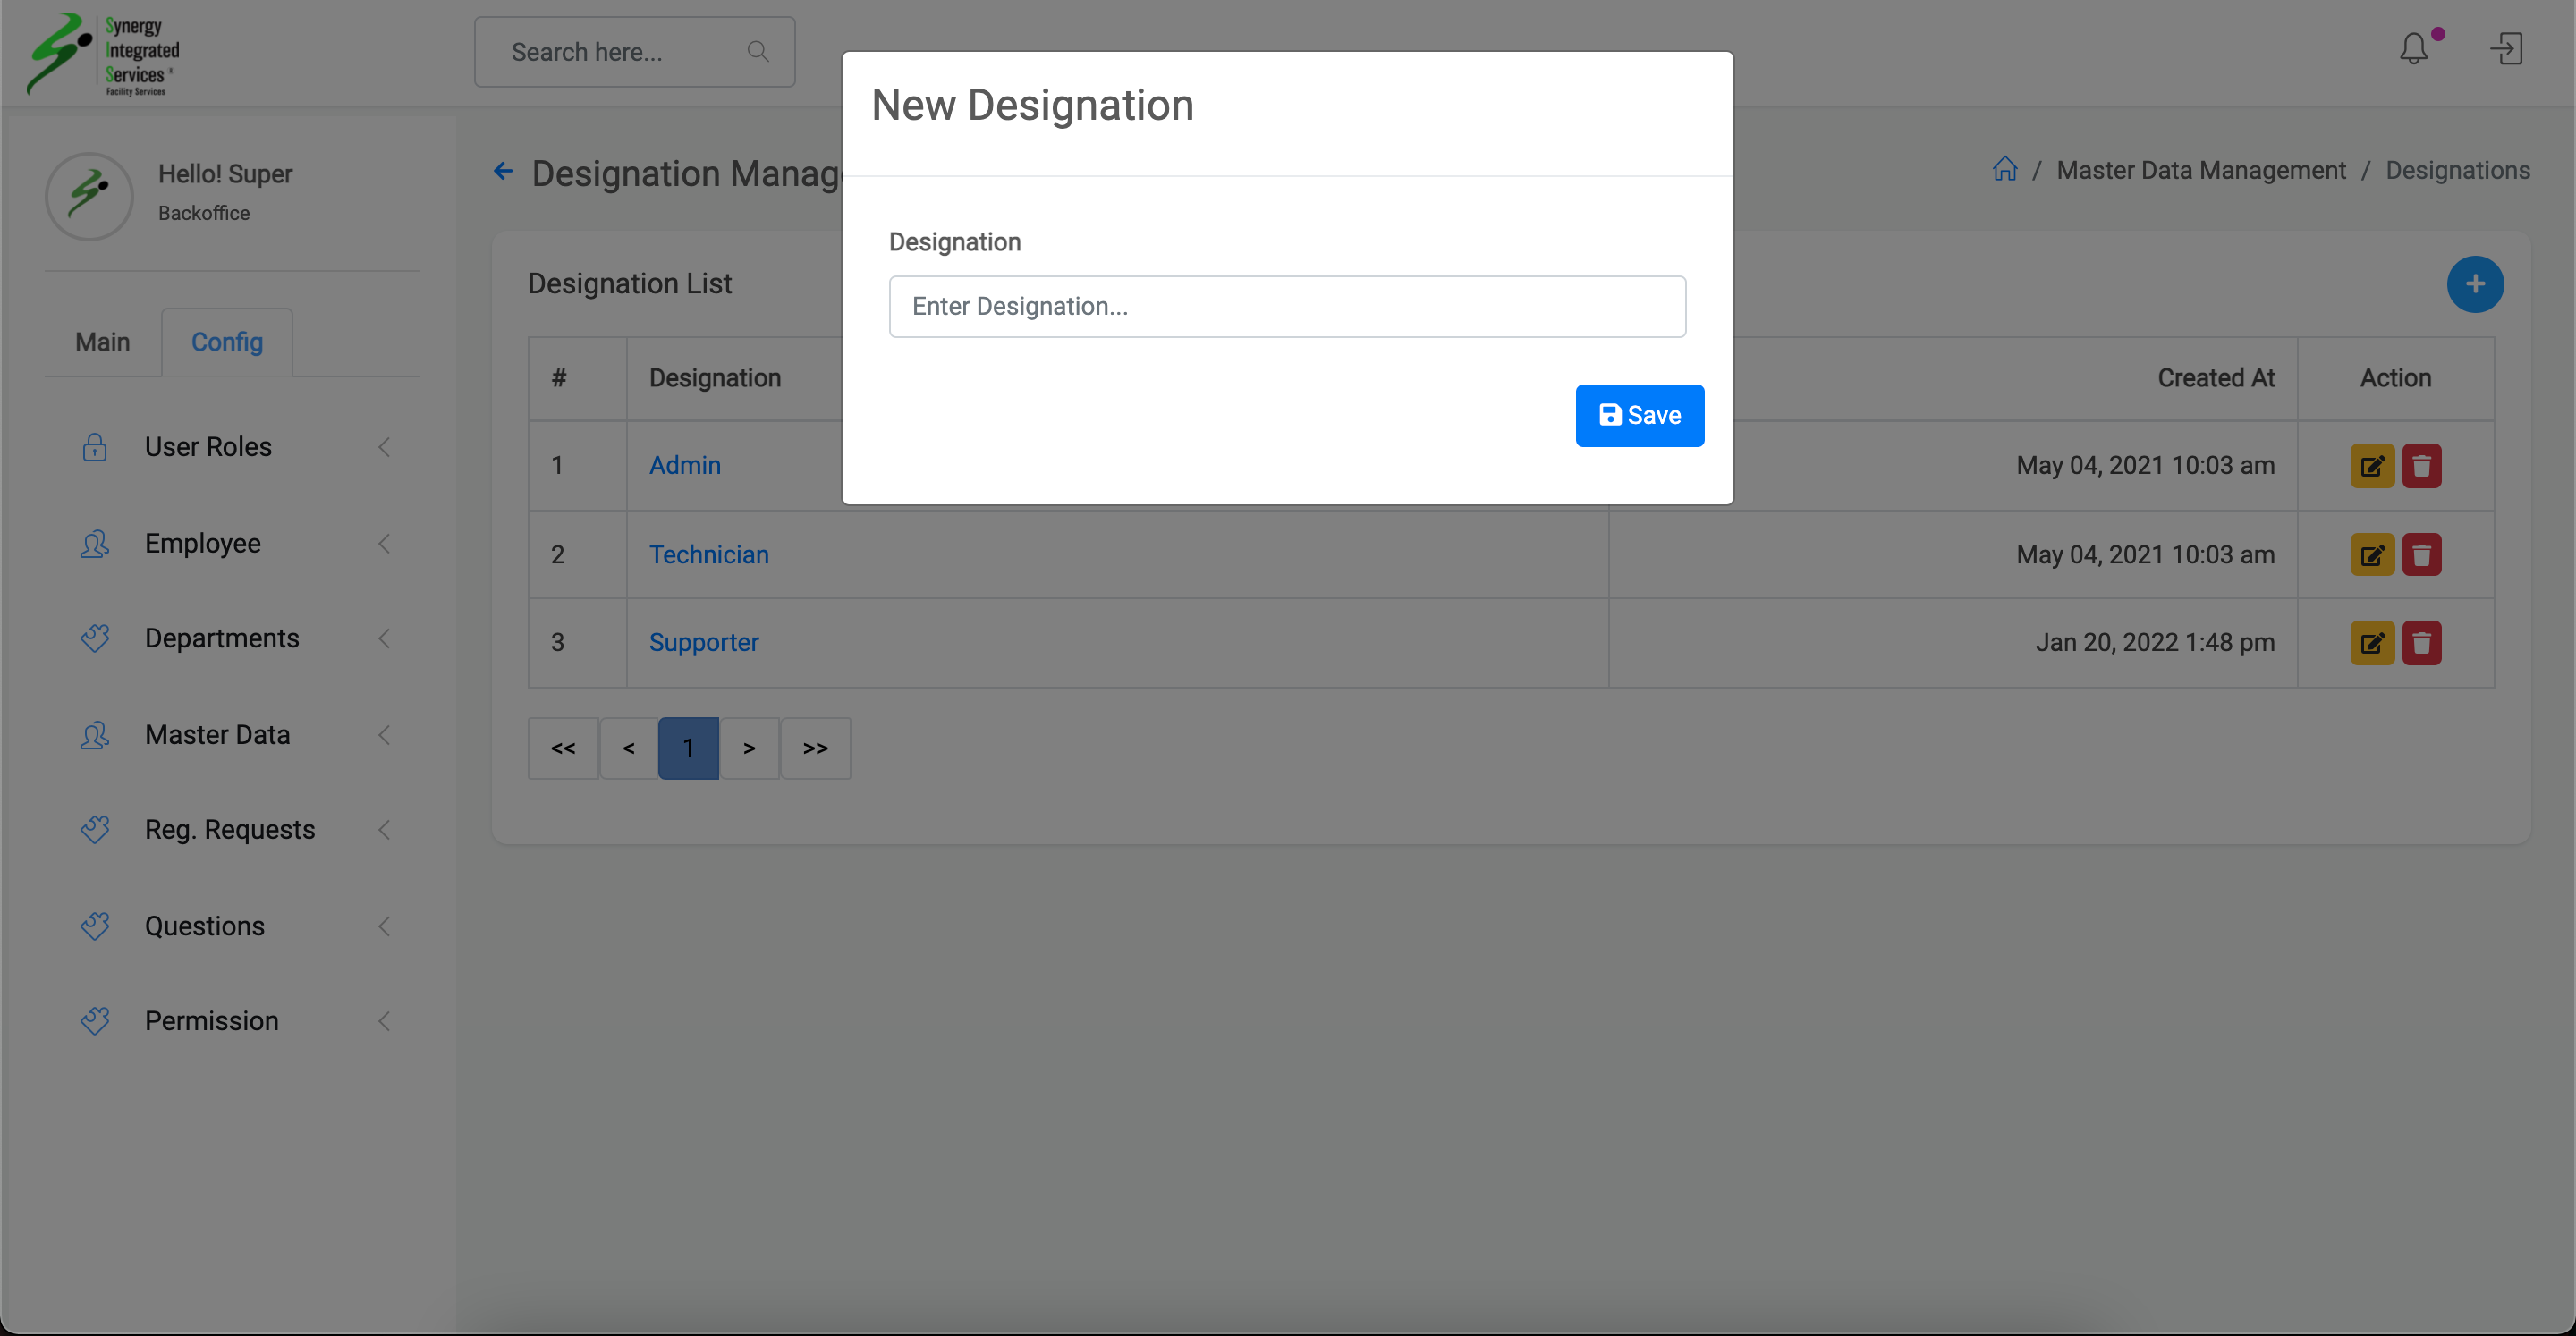 Synergy
Integrated
Services
Facility Services
Search here...
New Designation
Hello! Super
Backoffice
Designation Manag
/ Master Data Management / Designations
Main
Config
User Roles
Employee
Departments
Master Data
Reg. Requests
Questions
Permission
Designation
Enter Designation...
Save
Designation List
+
# Designation Created At Action
1 Admin May 04, 2021 10:03 am
2 Technician May 04, 2021 10:03 am
3 Supporter Jan 20, 2022 1:48 pm
<< < 1 > >>